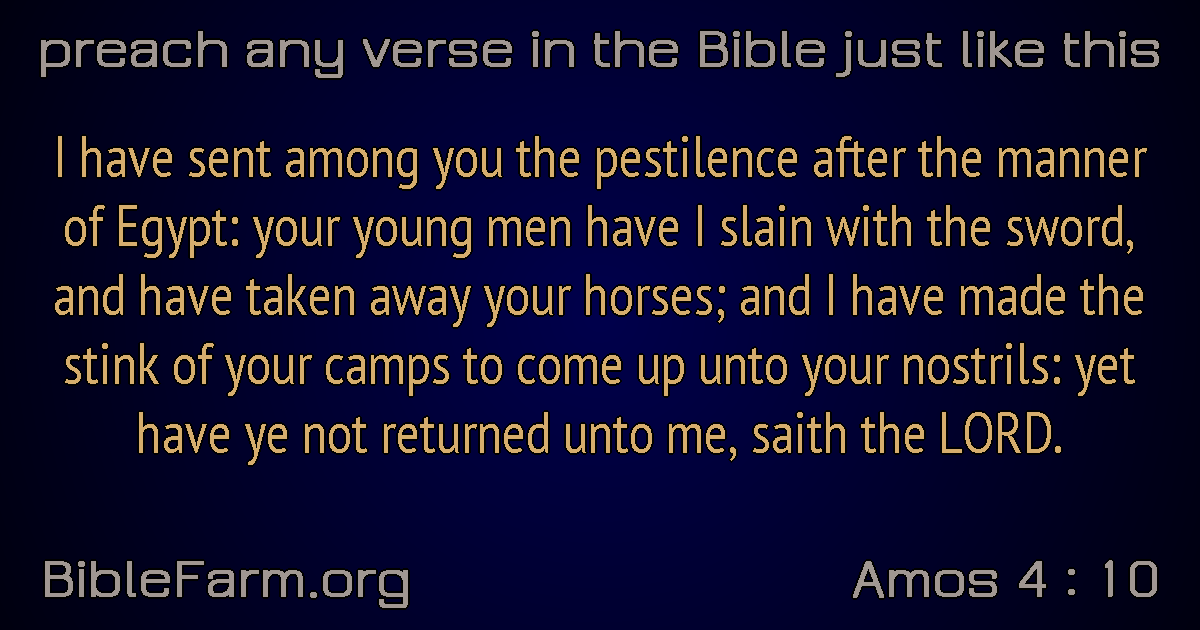 preach any verse in the Bible just like this
I have sent among you the pestilence after the manner
of Egypt: your young men have I slain with the sword,
and have taken away your horses; and I have made the
stink of your camps to come up unto your nostrils: yet
have ye not returned unto me, saith the LORD.
BibleFarm.org
Amos 4 : 10